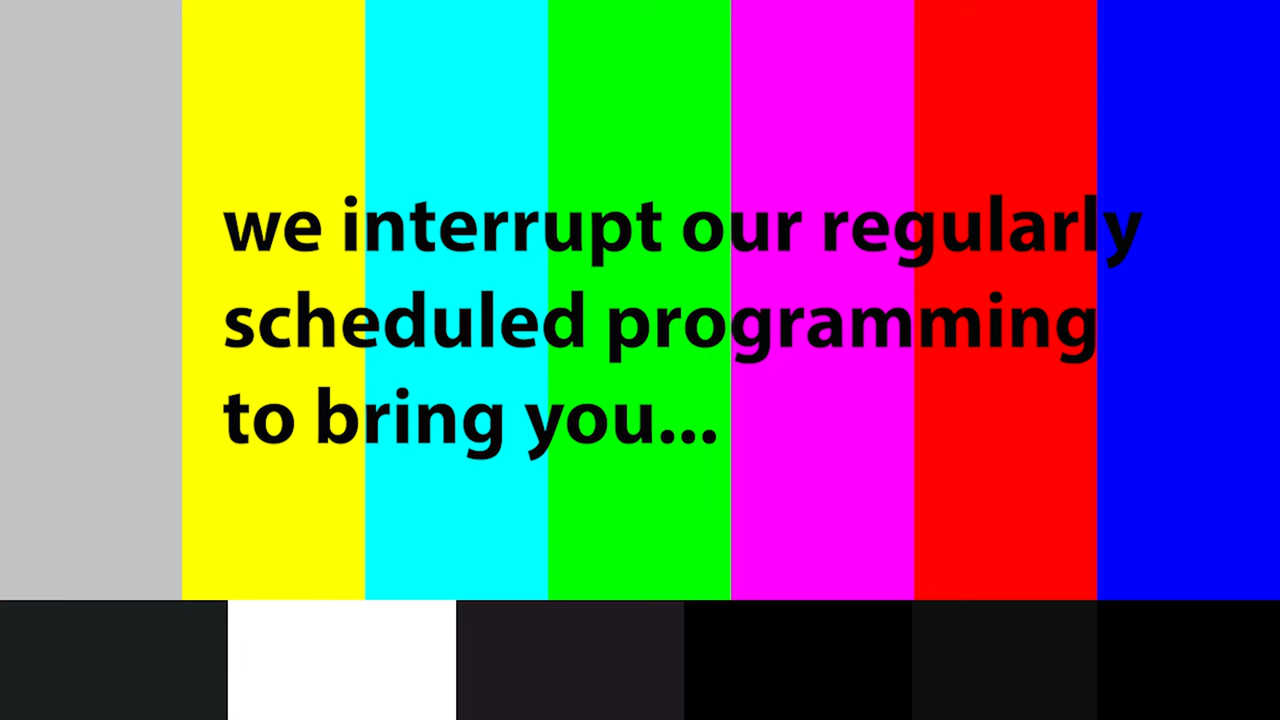 we interrupt our regularly
scheduled programming
to bring you...